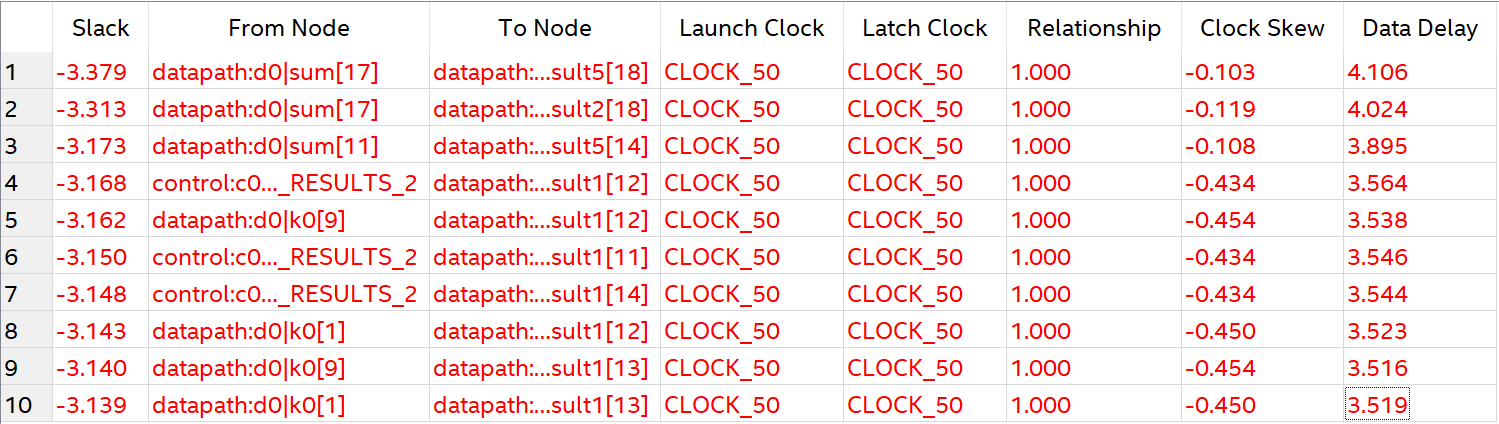 Slack From Node To Node Launch Clock Latch Clock Relationship Clock Skew Data Delay
1 -3.379 datapath:d0|sum[17] datapath:...sult5[18] CLOCK_50 CLOCK_50 1.000 -0.103 4.106
2 -3.313 datapath:d0|sum[17] datapath:...sult2[18] CLOCK_50 CLOCK_50 1.000 -0.119 4.024
3 -3.173 datapath:d0|sum[11] datapath:...sult5[14] CLOCK_50 CLOCK_50 1.000 -0.108 3.895
4 -3.168 control:c0..._RESULTS_2 datapath:...sult1[12] CLOCK_50 CLOCK_50 1.000 -0.434 3.564
5 -3.162 datapath:d0|k0[9] datapath:...sult1[12] CLOCK_50 CLOCK_50 1.000 -0.454 3.538
6 -3.150 control:c0..._RESULTS_2 datapath:...sult1[11] CLOCK_50 CLOCK_50 1.000 -0.434 3.546
7 -3.148 control:c0..._RESULTS_2 datapath:...sult1[14] CLOCK_50 CLOCK_50 1.000 -0.434 3.544
8 -3.143 datapath:d0|k0[1] datapath:...sult1[12] CLOCK_50 CLOCK_50 1.000 -0.450 3.523
9 -3.140 datapath:d0|k0[9] datapath:...sult1[13] CLOCK_50 CLOCK_50 1.000 -0.454 3.516
10 -3.139 datapath:d0|k0[1] datapath:...sult1[13] CLOCK_50 CLOCK_50 1.000 -0.450 3.519